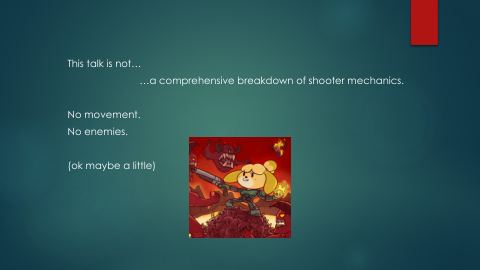 This talk is not…
…a comprehensive breakdown of shooter mechanics.
No movement.
No enemies.
(ok maybe a little)